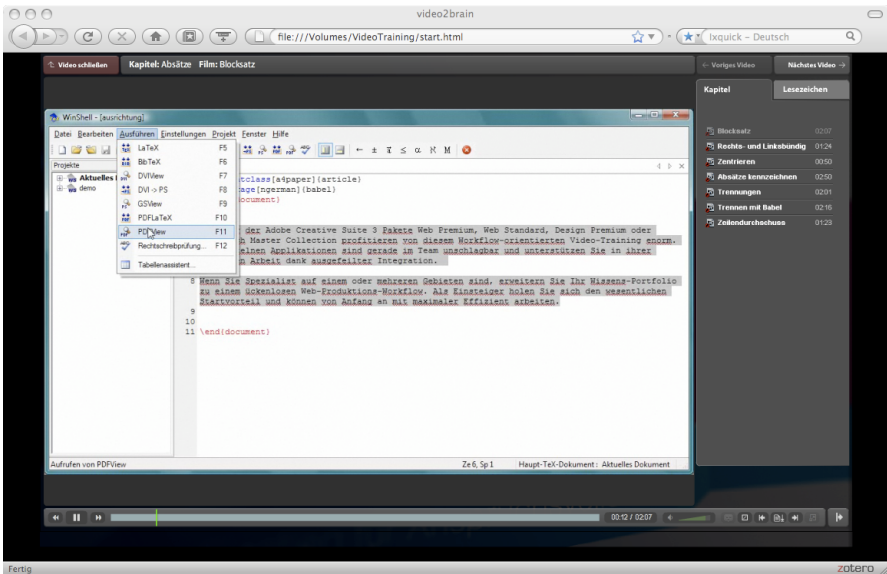 video2brain
file:///Volumes/VideoTraining/start.html
Ixquick - Deutsch
Video schließen
Kapitel: Absätze Film: Blocksatz
← Voriges Video
Nächstes Video →
Kapitel
Lesezeichen
Blocksatz 02:07
Rechts- und Linksbündig 01:24
Zentrieren 00:50
Absätze kennzeichnen 02:50
Trennungen 02:01
Trennen mit Babel 02:16
Zeilendurchschuss 01:23
WinShell - [ausrichtung]
Datei Bearbeiten Ausführen Einstellungen Projekt Fenster Hilfe
Projekte
Aktuelles
demo
LaTeX F5
BibTeX F6
DVIView F7
DVI -> PS F8
GSView F9
PDFLaTeX F10
PDFView F11
Rechtschreibprüfung... F12
Tabellenassistent...
tclass[a4paper]{article}
age[ngerman]{babel}
ocument}
der Adobe Creative Suite 3 Pakete Web Premium, Web Standard, Design Premium oder
h Master Collection profitieren von diesem Workflow-orientierten Video-Training enorm.
elnen Applikationen sind gerade im Team unschlagbar und unterstützen Sie in ihrer
n Arbeit dank ausgefeilter Integration.
8 Wenn Sie Spezialist auf einem oder mehreren Gebieten sind, erweitern Sie Ihr Wissens-Portfolio
zu einem ückenlosen Web-Produktions-Workflow. Als Einsteiger holen Sie sich den wesentlichen
Startvorteil und können von Anfang an mit maximaler Effizient arbeiten.
9
10
11 \end{document}
Aufrufen von PDFView
Ze 6, Sp 1
Haupt-TeX-Dokument: Aktuelles Dokument
00:12 / 02:07
Fertig
zotero